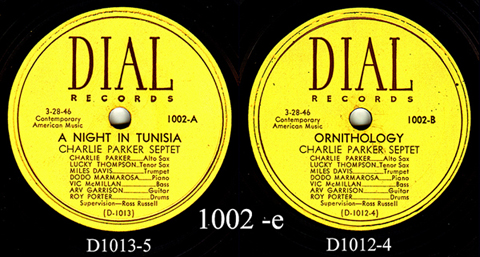 DIAL
RECORDS
3-28-46
Contemporary
American Music
1002-A
A NIGHT IN TUNISIA
CHARLIE PARKER SEPTET
CHARLIE PARKER.....Alto Sax
LUCKY THOMPSON.Tenor Sax
MILES DAVIS..............Trumpet
DODO MARMAROSA.....Piano
VIC McMILLAN..............Bass
ARV GARRISON............Guitar
ROY PORTER...............Drums
Supervision—Ross Russell
(D-1013)
DIAL
RECORDS
3-28-46
Contemporary
American Music
1002-B
ORNITHOLOGY
CHARLIE PARKER SEPTET
CHARLIE PARKER.....Alto Sax
LUCKY THOMPSON.Tenor Sax
MILES DAVIS..............Trumpet
DODO MARMAROSA.....Piano
VIC McMILLAN..............Bass
ARV GARRISON............Guitar
ROY PORTER...............Drums
Supervision—Ross Russell
(D-1012-4)
1002 -e
D1013-5
D1012-4